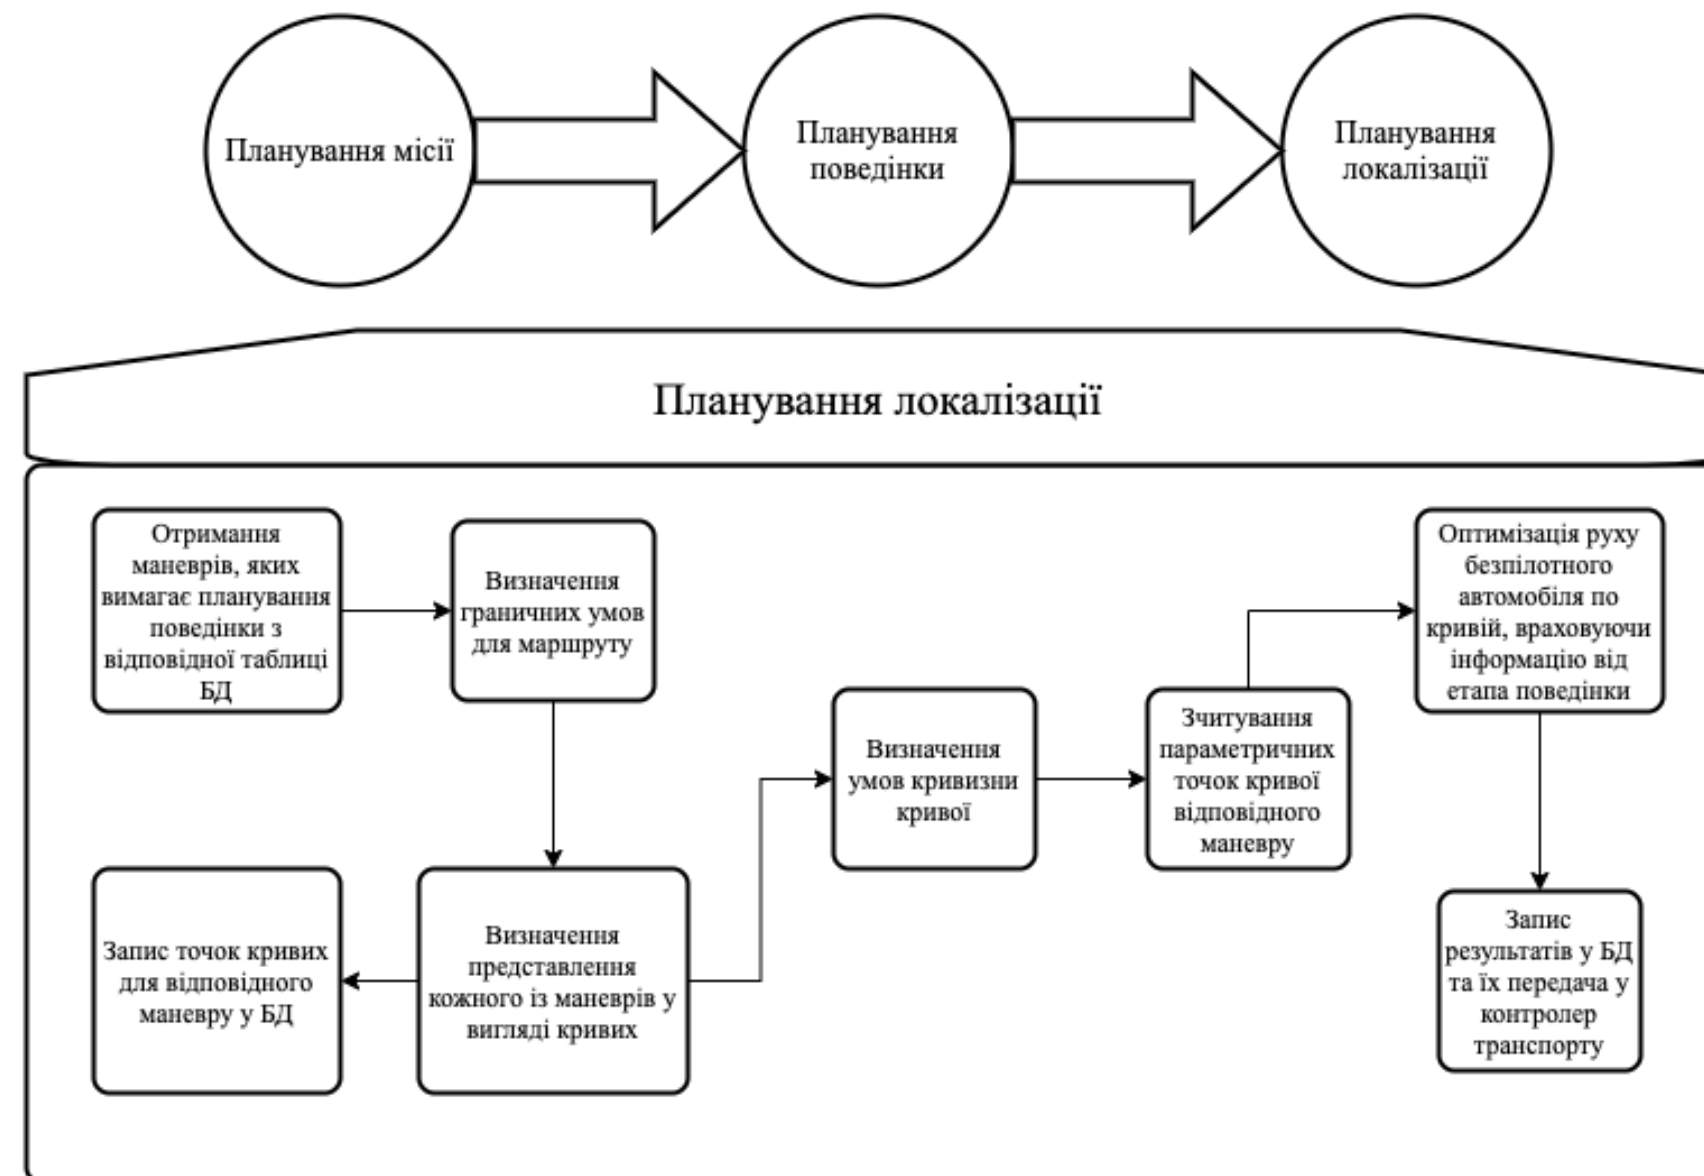 Планування місії
Планування
поведінки
Планування
локалізації
Планування локалізації
Отримання
маневрів, яких
вимагає планування
поведінки з
відповідної таблиці
БД
Визначення
граничних умов
для маршруту
Оптимізація руху
безпілотного
автомобіля по
кривій, враховуючи
інформацію від
етапа поведінки
Визначення
умов кривизни
кривої
Зчитування
параметричних
точок кривої
відповідного
маневру
Запис точок кривих
для відповідного
маневру у БД
Визначення
представлення
кожного із маневрів у
вигляді кривих
Запис
результатів у БД
та їх передача у
контролер
транспорту